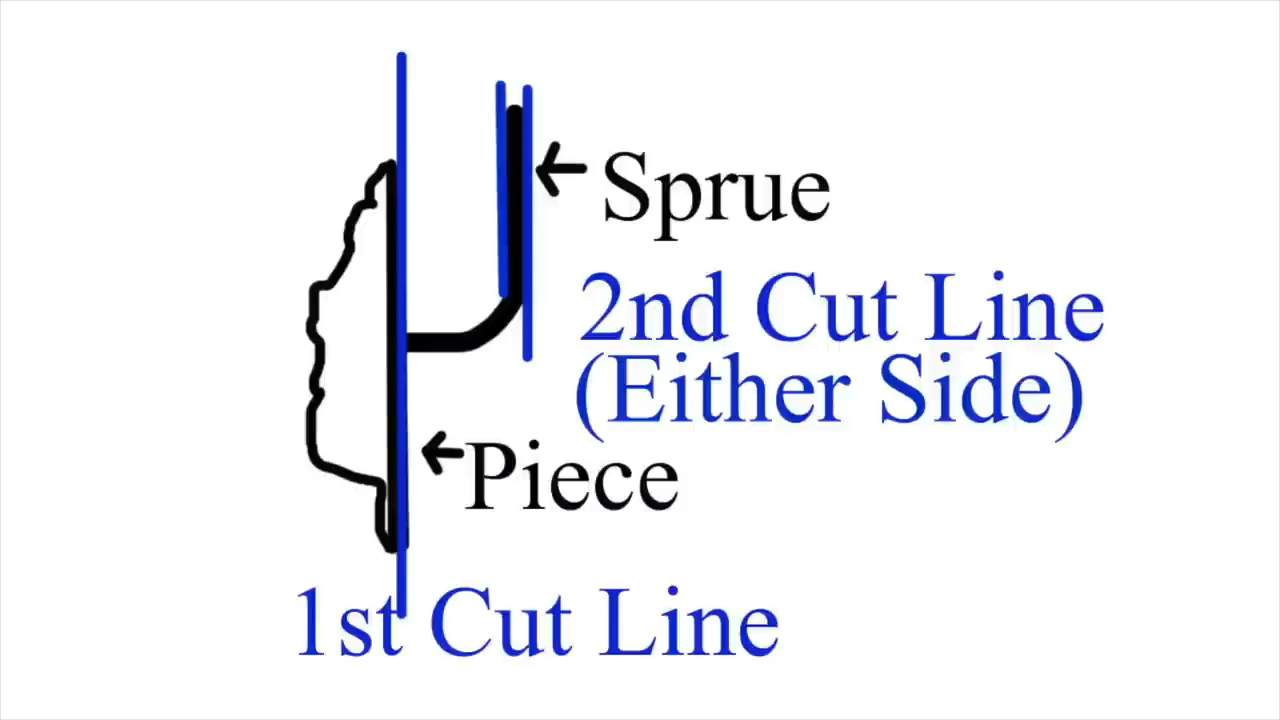 Sprue
2nd Cut Line
(Either Side)
Piece
1st Cut Line